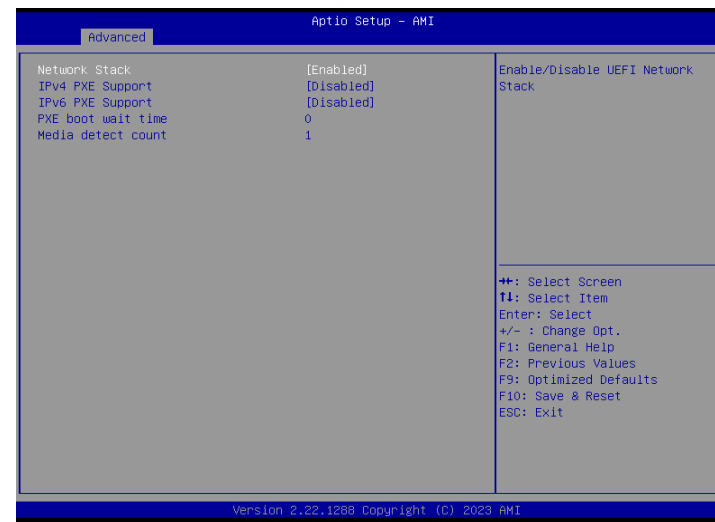 Aptio Setup - AMI
Advanced
Network Stack [Enabled]
IPv4 PXE Support [Disabled]
IPv6 PXE Support [Disabled]
PXE boot wait time 0
Media detect count 1
Enable/Disable UEFI Network
Stack
→←: Select Screen
↑↓: Select Item
Enter: Select
+/- : Change Opt.
F1: General Help
F2: Previous Values
F9: Optimized Defaults
F10: Save & Reset
ESC: Exit
Version 2.22.1288 Copyright (C) 2023 AMI